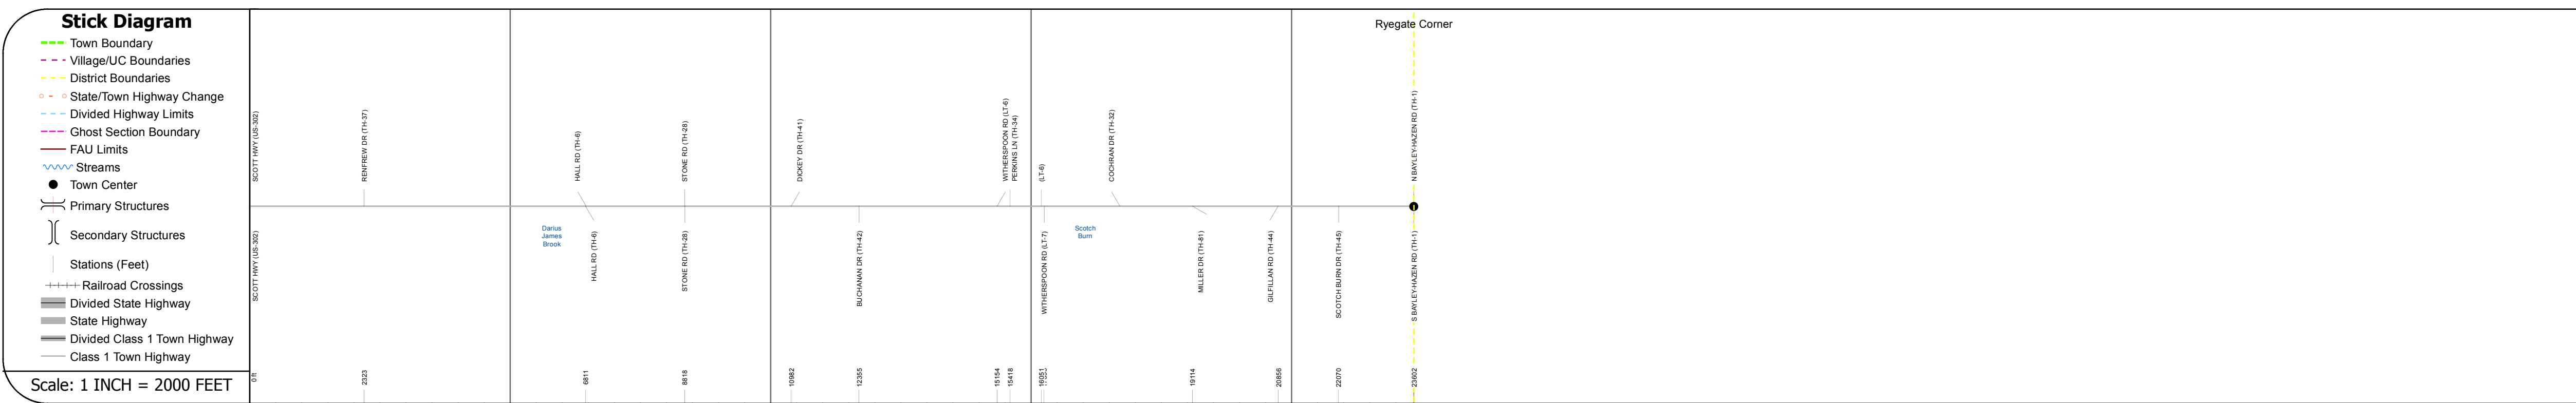 Stick Diagram
Town Boundary
Village/UC Boundaries
District Boundaries
State/Town Highway Change
Divided Highway Limits
Ghost Section Boundary
FAU Limits
Streams
Town Center
Primary Structures
Secondary Structures
Stations (Feet)
Railroad Crossings
Divided State Highway
State Highway
Divided Class 1 Town Highway
Class 1 Town Highway
Scale: 1 INCH = 2000 FEET
Ryegate Corner
SCOTT HWY (US-302)
RENFREW DR (TH-37)
HALL RD (TH-6)
STONE RD (TH-28)
DICKEY DR (TH-41)
WITHERSPOON RD (LT-6)
PERKINS LN (TH-34)
(LT-6)
COCHRAN DR (TH-32)
N BAYLEY-HAZEN RD (TH-1)
SCOTT HWY (US-302)
Darius
James
Brook
HALL RD (TH-6)
STONE RD (TH-28)
BUCHANAN DR (TH-42)
WITHERSPOON RD (LT-7)
Scotch
Burn
MILLER DR (TH-81)
GILFILLAN RD (TH-44)
SCOTCH BURN DR (TH-45)
S BAYLEY-HAZEN RD (TH-1)
0 ft
2323
6811
8818
10982
12355
15154
15418
16051
19114
20856
22070
23602